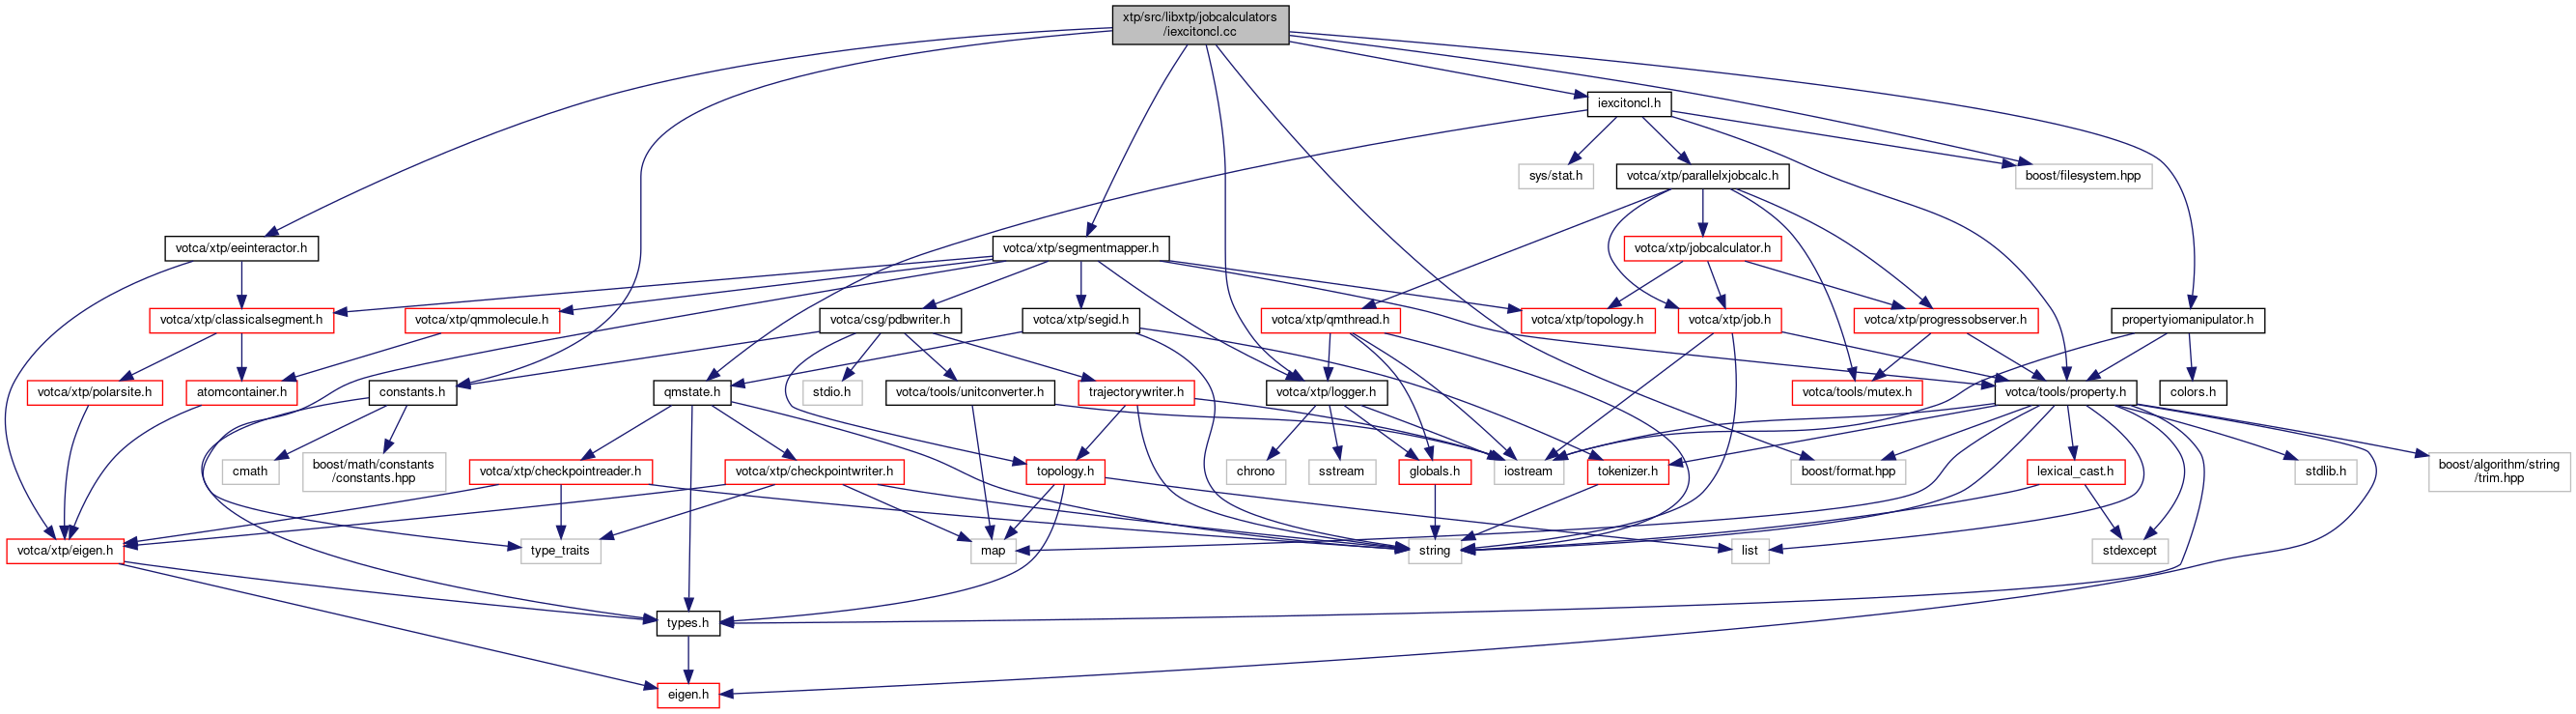 xtp/src/libxtp/jobcalculators
/iexcitoncl.cc
iexcitoncl.h
sys/stat.h
votca/xtp/parallelxjobcalc.h
boost/filesystem.hpp
votca/xtp/eeinteractor.h
votca/xtp/segmentmapper.h
votca/xtp/jobcalculator.h
votca/xtp/classicalsegment.h
votca/xtp/qmmolecule.h
votca/csg/pdbwriter.h
votca/xtp/segid.h
votca/xtp/qmthread.h
votca/xtp/topology.h
votca/xtp/job.h
votca/xtp/progressobserver.h
propertyiomanipulator.h
votca/xtp/polarsite.h
atomcontainer.h
constants.h
qmstate.h
stdio.h
votca/tools/unitconverter.h
trajectorywriter.h
votca/xtp/logger.h
votca/tools/mutex.h
votca/tools/property.h
colors.h
cmath
boost/math/constants
/constants.hpp
votca/xtp/checkpointreader.h
votca/xtp/checkpointwriter.h
topology.h
chrono
sstream
globals.h
iostream
tokenizer.h
boost/format.hpp
lexical_cast.h
stdlib.h
boost/algorithm/string
/trim.hpp
votca/xtp/eigen.h
type_traits
map
string
list
stdexcept
types.h
eigen.h